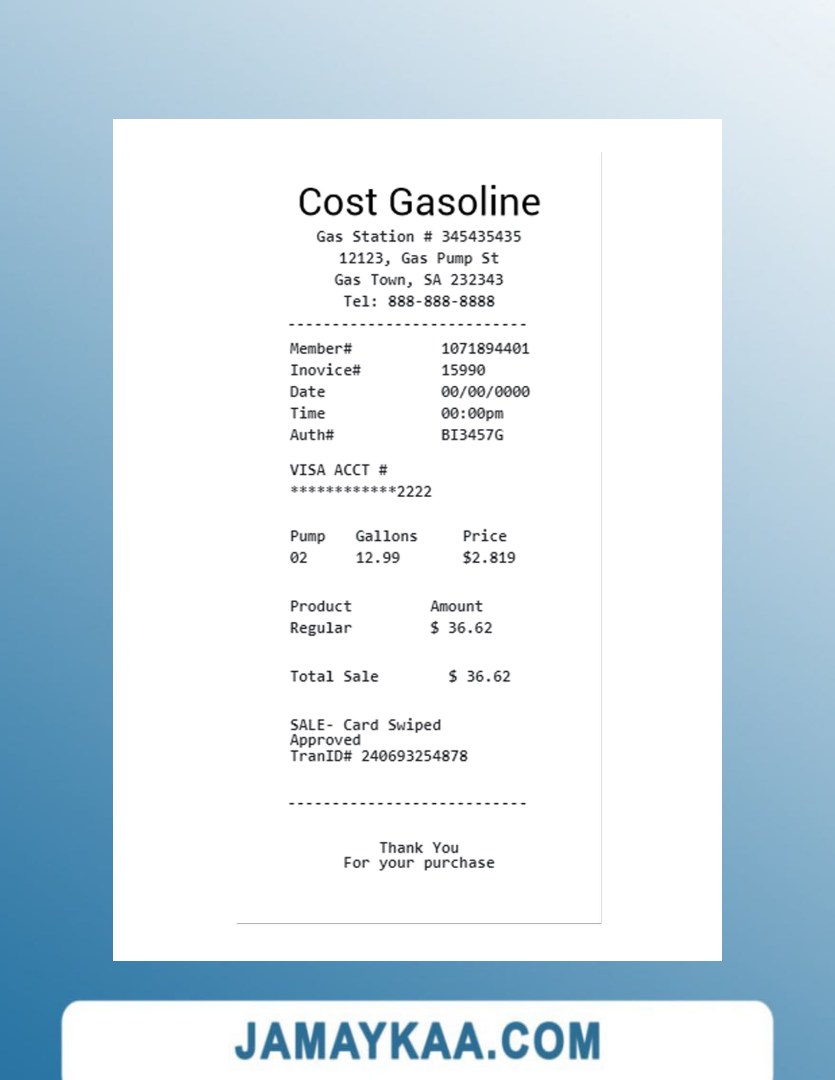 Cost Gasoline
Gas Station # 345435435
12123, Gas Pump St
Gas Town, SA 232343
Tel: 888-888-8888
---------------------------
Member# 1071894401
Inovice# 15990
Date 00/00/0000
Time 00:00pm
Auth# BI3457G
VISA ACCT #
************2222
Pump Gallons Price
02 12.99 $2.819
Product Amount
Regular $ 36.62
Total Sale $ 36.62
SALE- Card Swiped
Approved
TranID# 240693254878
---------------------------
Thank You
For your purchase
JAMAYKAA.COM